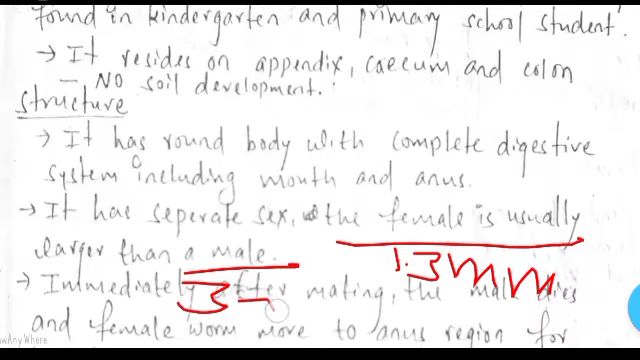 found in kindergarten and primary school student.
→ It resides on appendix, caecum and colon
— No soil development.
Structure
→ It has round body with complete digestive
system including mouth and anus.
→ It has seperate sex, the female is usually
larger than a male.
1.3mm
→ Immediately after mating, the male dies
3-
and female worm move to anus region for
AnyWhere